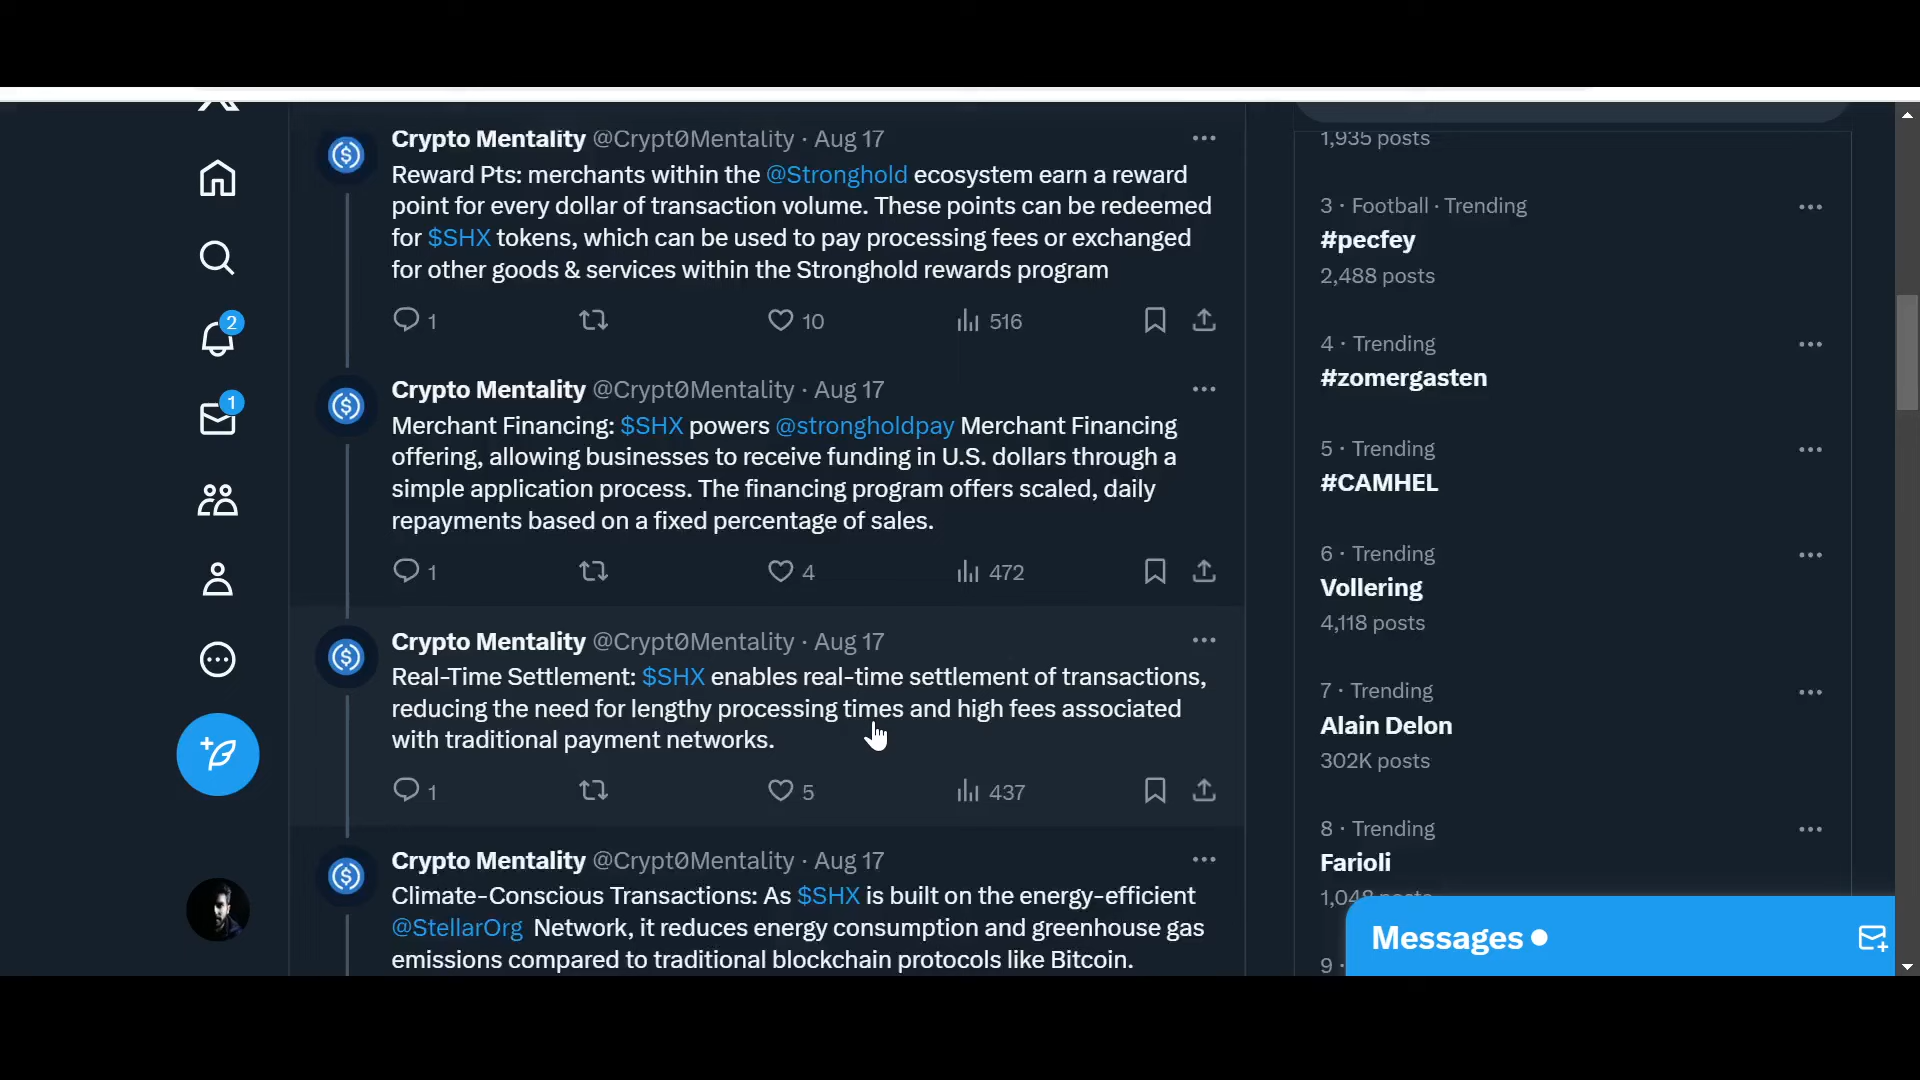 Crypto Mentality @Crypt0Mentality · Aug 17
Reward Pts: merchants within the @Stronghold ecosystem earn a reward
point for every dollar of transaction volume. These points can be redeemed
for $SHX tokens, which can be used to pay processing fees or exchanged
for other goods & services within the Stronghold rewards program
1 10 516
Crypto Mentality @Crypt0Mentality · Aug 17
Merchant Financing: $SHX powers @strongholdpay Merchant Financing
offering, allowing businesses to receive funding in U.S. dollars through a
simple application process. The financing program offers scaled, daily
repayments based on a fixed percentage of sales.
1 4 472
Crypto Mentality @Crypt0Mentality · Aug 17
Real-Time Settlement: $SHX enables real-time settlement of transactions,
reducing the need for lengthy processing times and high fees associated
with traditional payment networks.
1 5 437
Crypto Mentality @Crypt0Mentality · Aug 17
Climate-Conscious Transactions: As $SHX is built on the energy-efficient
@StellarOrg Network, it reduces energy consumption and greenhouse gas
emissions compared to traditional blockchain protocols like Bitcoin.
2
1
1,935 posts
3 · Football · Trending
#pecfey
2,488 posts
4 · Trending
#zomergasten
5 · Trending
#CAMHEL
6 · Trending
Vollering
4,118 posts
7 · Trending
Alain Delon
302K posts
8 · Trending
Farioli
1,048 posts
9 ·
Messages